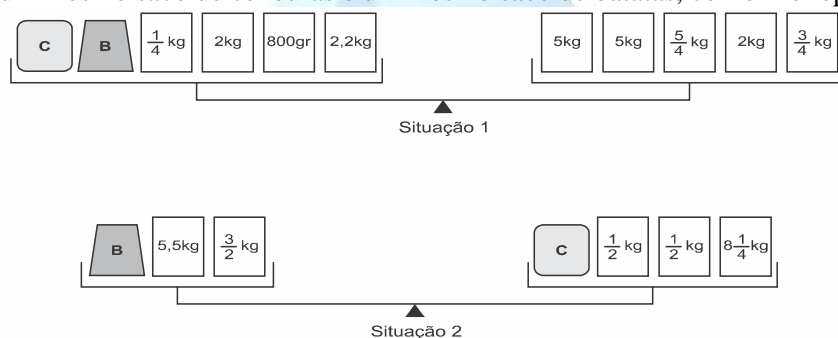 C B 1/4 kg 2kg 800gr 2,2kg 5kg 5kg 5/4 kg 2kg 3/4 kg
Situação 1
B 5,5kg 3/2 kg C 1/2 kg 1/2 kg 8 1/4 kg
Situação 2